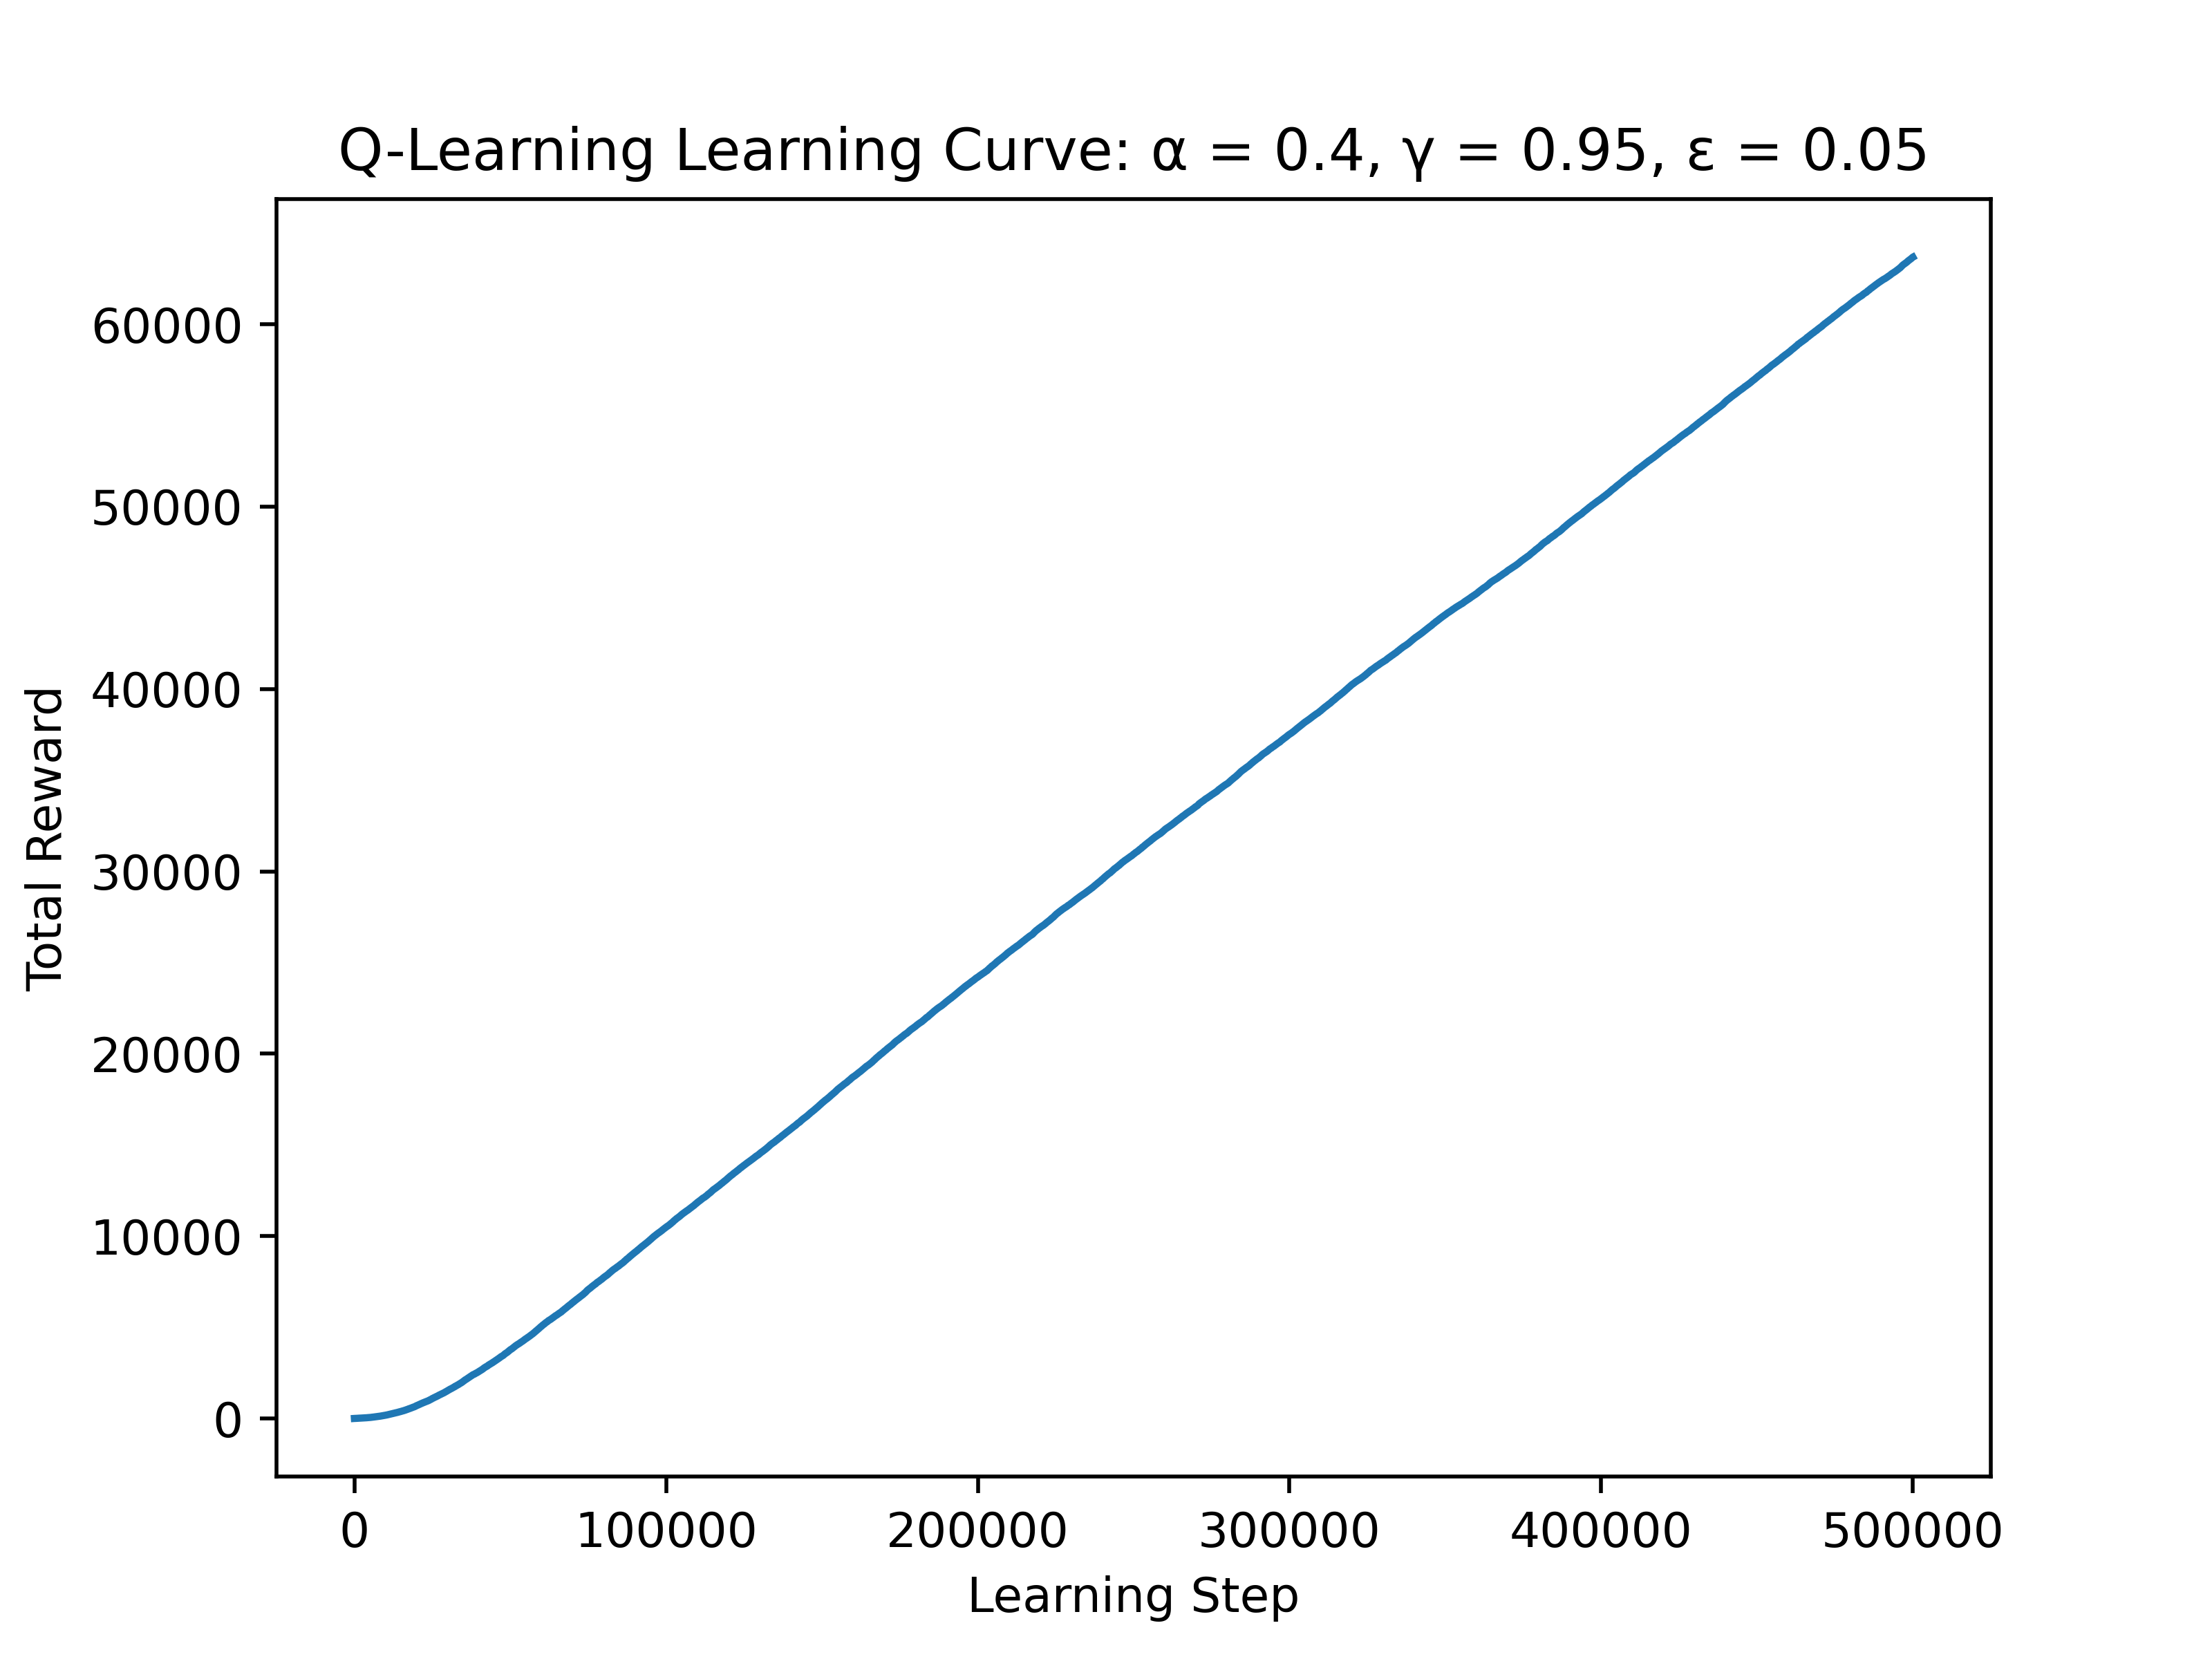 Q-Learning Learning Curve: α = 0.4, γ = 0.95, ε = 0.05
Total Reward
60000
50000
40000
30000
20000
10000
0
0 100000 200000 300000 400000 500000
Learning Step